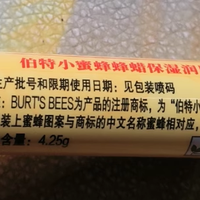 伯特小蜜蜂蜂蜡保湿润
生产批号和限期使用日期:见包装喷码
: BURT'S BEES为产品的注册商标,为“伯特小
装上蜜蜂图案与商标的中文名称蜜蜂相对应,
含量: 4.25g